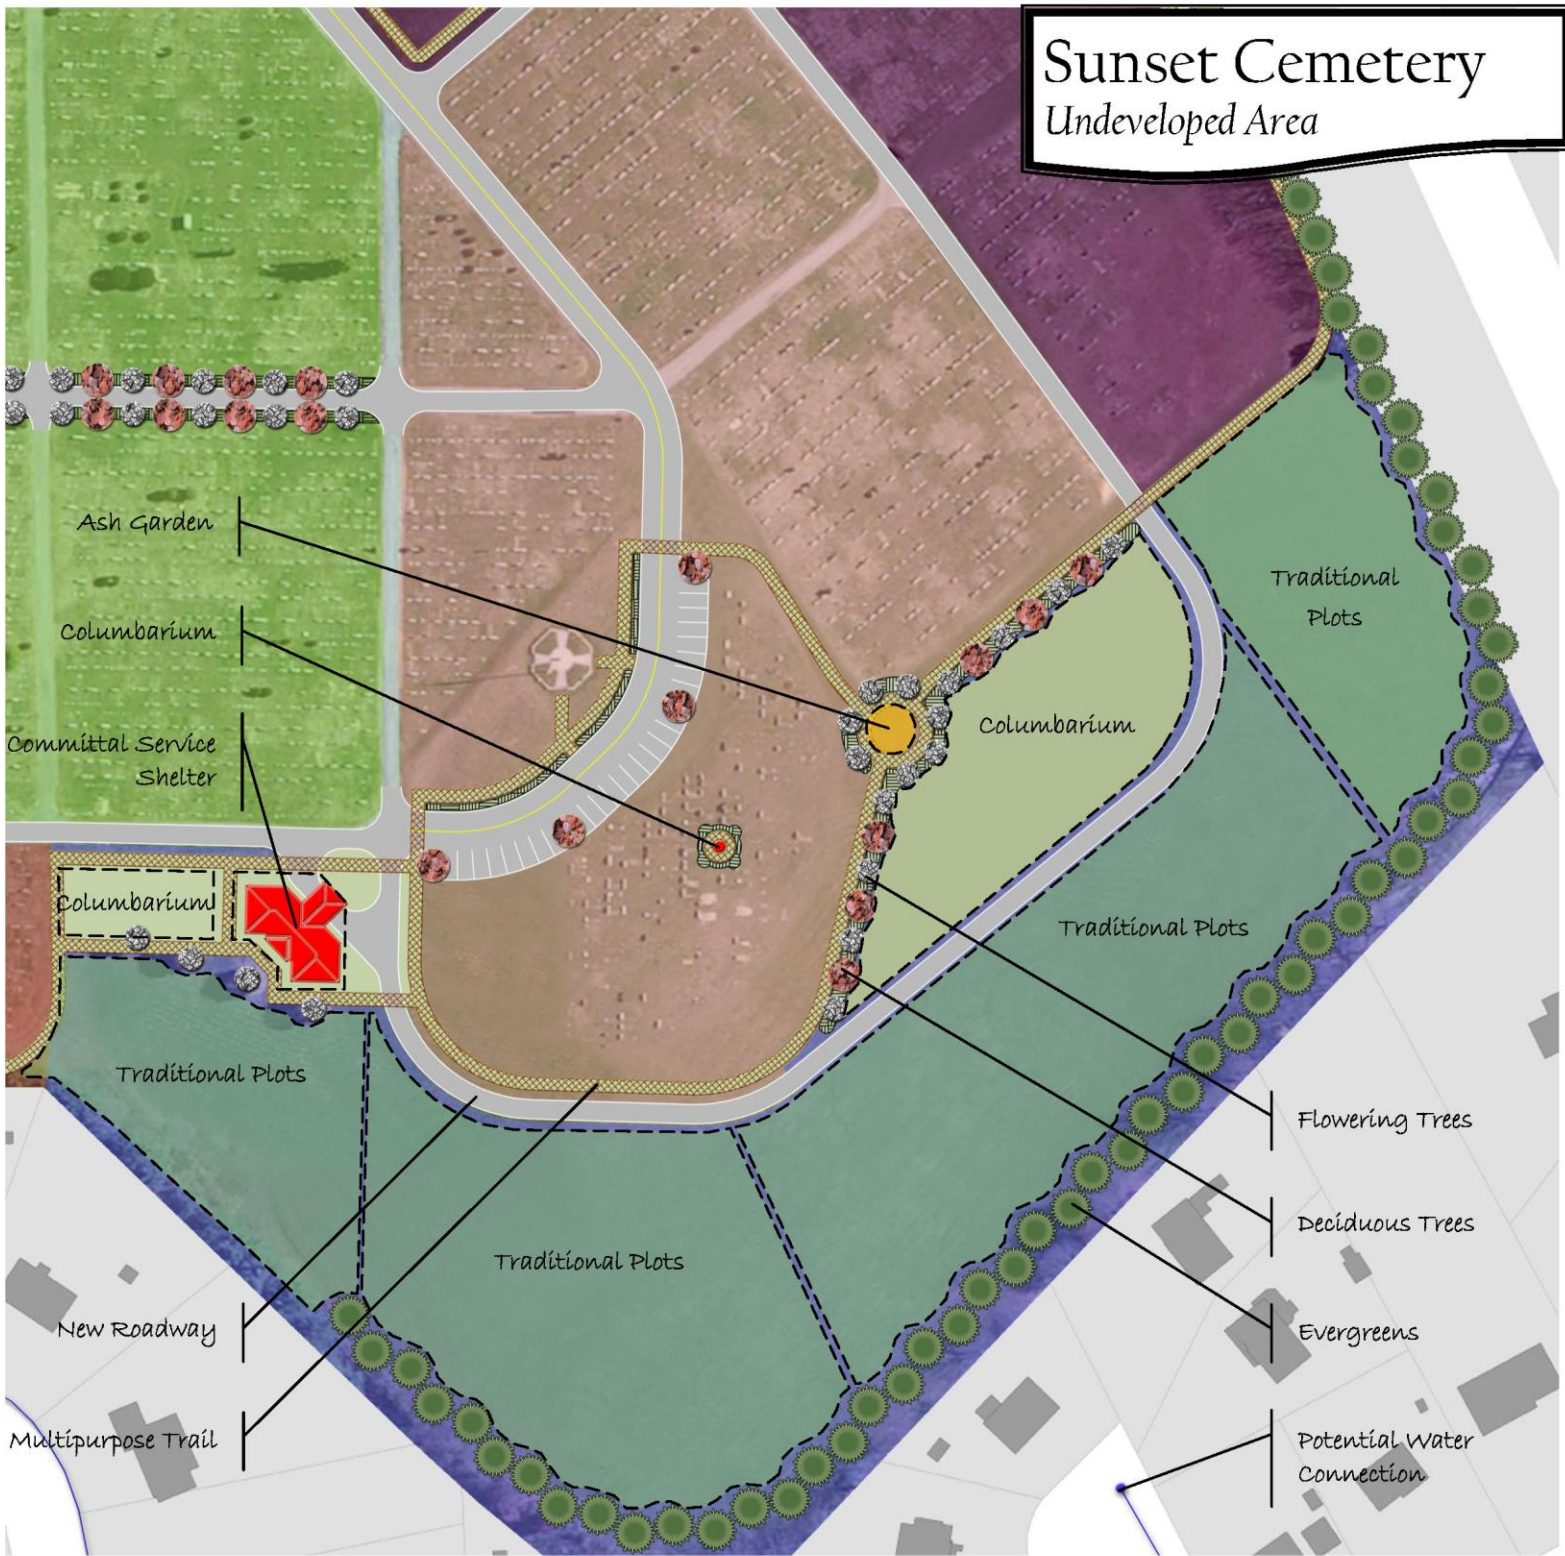 Sunset Cemetery
Undeveloped Area
Ash Garden
Columbarium
Committal Service
Shelter
Columbarium
Traditional Plots
New Roadway
Multipurpose Trail
Traditional Plots
Columbarium
Traditional
Plots
Traditional Plots
Flowering Trees
Deciduous Trees
Evergreens
Potential Water
Connection